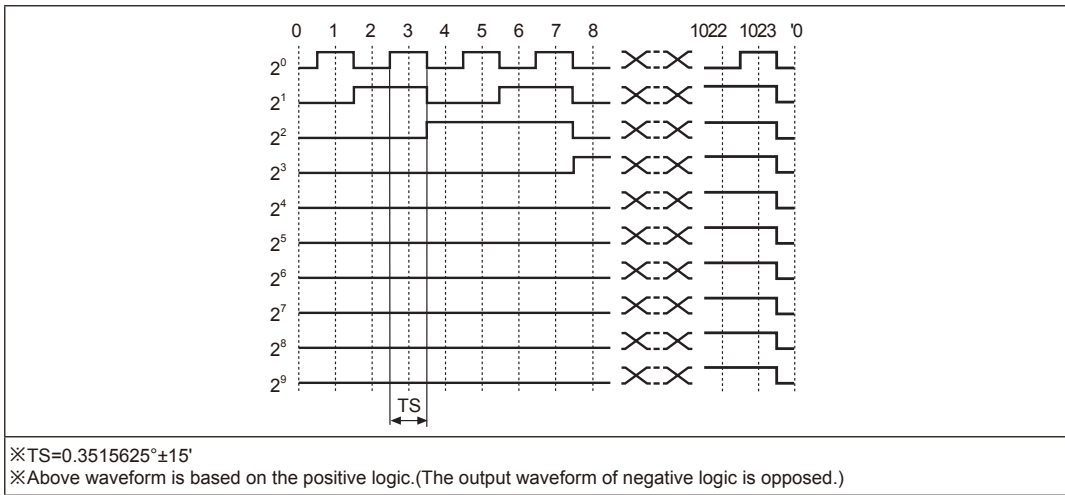 0 1 2 3 4 5 6 7 8 1022 1023 '0
2⁰
2¹
2²
2³
2⁴
2⁵
2⁶
2⁷
2⁸
2⁹
TS
※TS=0.3515625°±15'
※Above waveform is based on the positive logic.(The output waveform of negative logic is opposed.)